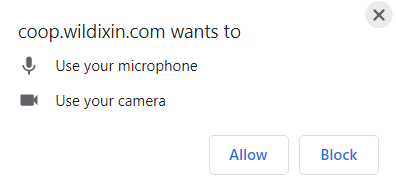 coop.wildixin.com wants to
Use your microphone
Use your camera
Allow Block